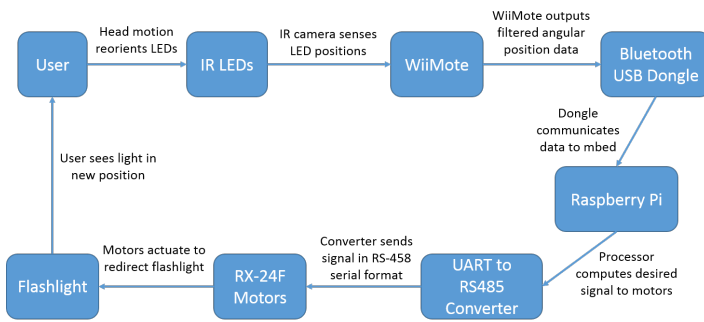 User
Head motion
reorients LEDs
IR LEDs
IR camera senses
LED positions
WiiMote
WiiMote outputs
filtered angular
position data
Bluetooth
USB Dongle
Dongle
communicates
data to mbed
Raspberry Pi
Processor
computes desired
signal to motors
UART to
RS485
Converter
Converter sends
signal in RS-458
serial format
RX-24F
Motors
Motors actuate to
redirect flashlight
Flashlight
User sees light in
new position